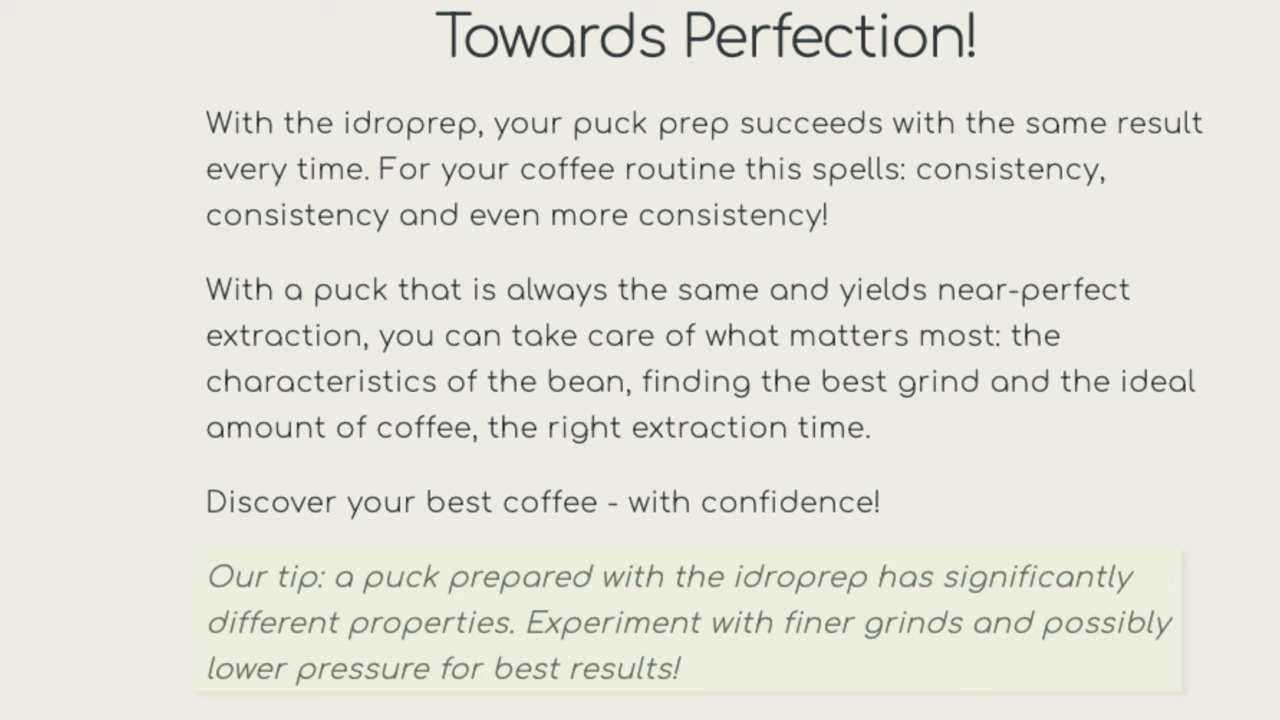 Towards Perfection!
With the idroprep, your puck prep succeeds with the same result
every time. For your coffee routine this spells: consistency,
consistency and even more consistency!
With a puck that is always the same and yields near-perfect
extraction, you can take care of what matters most: the
characteristics of the bean, finding the best grind and the ideal
amount of coffee, the right extraction time.
Discover your best coffee - with confidence!
Our tip: a puck prepared with the idroprep has significantly
different properties. Experiment with finer grinds and possibly
lower pressure for best results!